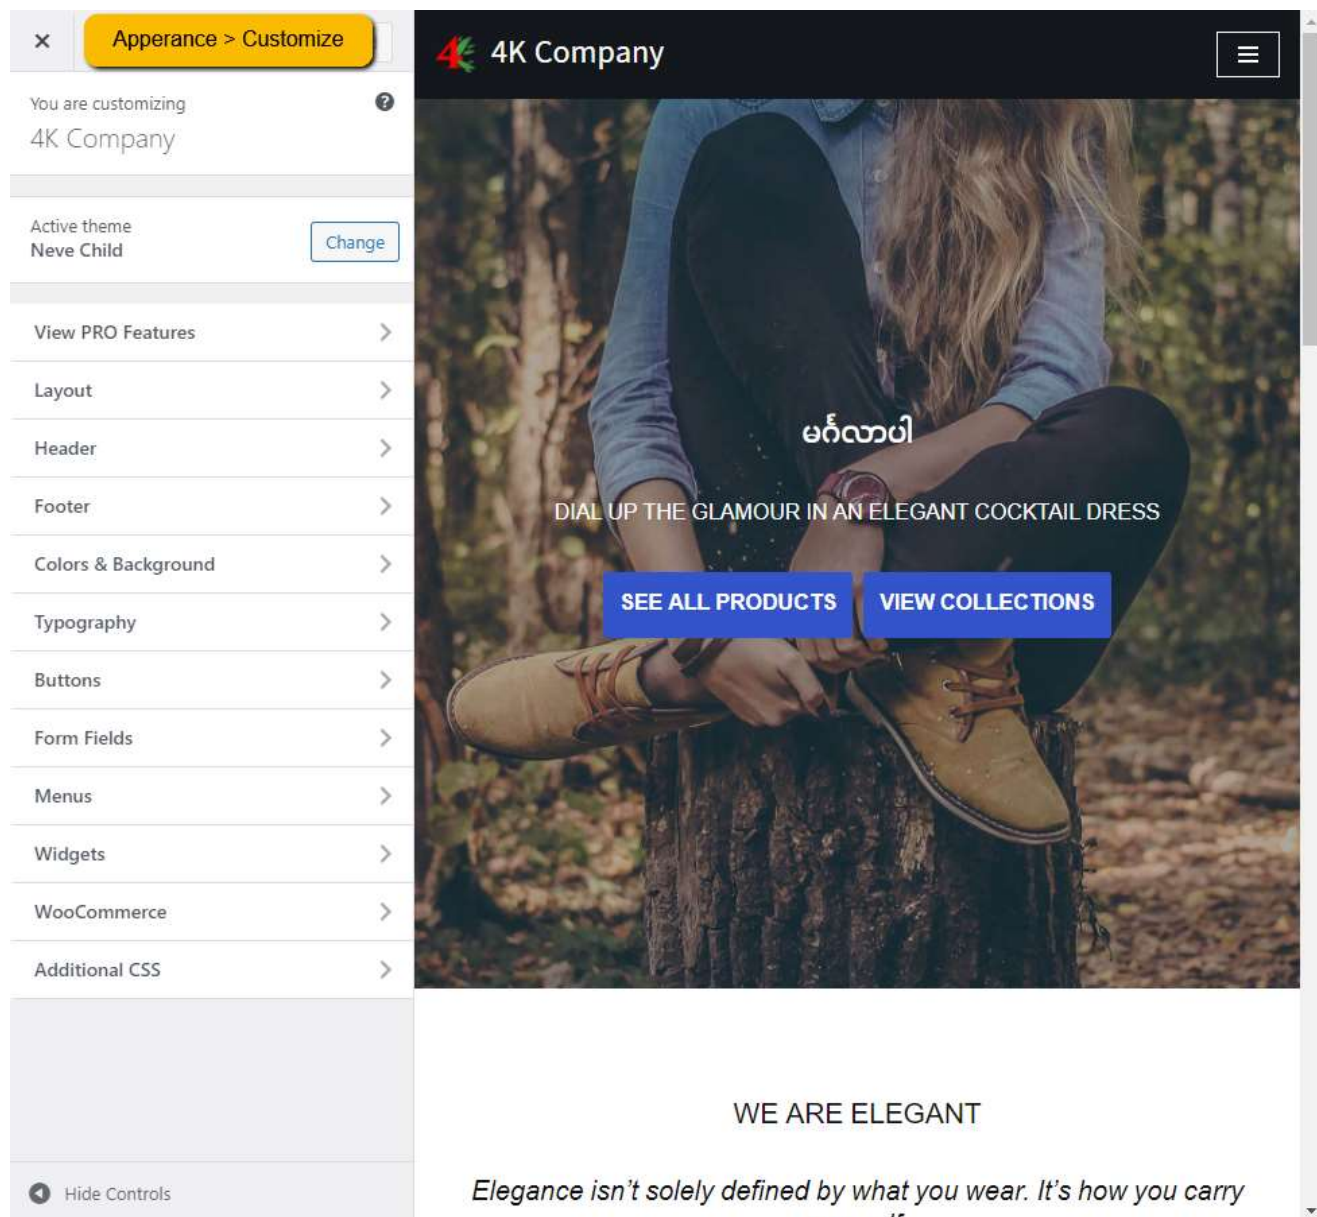 Apperance > Customize
You are customizing
4K Company
Active theme
Neve Child
Change
View PRO Features
Layout
Header
Footer
Colors & Background
Typography
Buttons
Form Fields
Menus
Widgets
WooCommerce
Additional CSS
Hide Controls
4K Company
မင်္ဂလာပါ
DIAL UP THE GLAMOUR IN AN ELEGANT COCKTAIL DRESS
SEE ALL PRODUCTS
VIEW COLLECTIONS
WE ARE ELEGANT
Elegance isn't solely defined by what you wear. It's how you carry